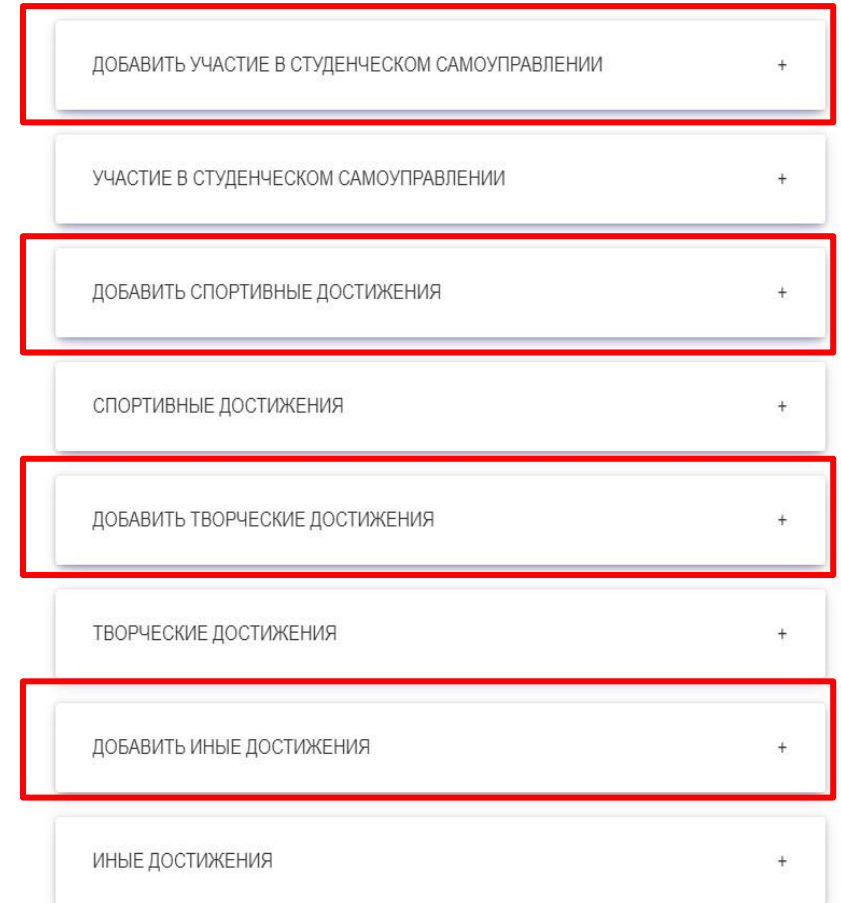 ДОБАВИТЬ УЧАСТИЕ В СТУДЕНЧЕСКОМ САМОУПРАВЛЕНИИ +
УЧАСТИЕ В СТУДЕНЧЕСКОМ САМОУПРАВЛЕНИИ +
ДОБАВИТЬ СПОРТИВНЫЕ ДОСТИЖЕНИЯ +
СПОРТИВНЫЕ ДОСТИЖЕНИЯ +
ДОБАВИТЬ ТВОРЧЕСКИЕ ДОСТИЖЕНИЯ +
ТВОРЧЕСКИЕ ДОСТИЖЕНИЯ +
ДОБАВИТЬ ИНЫЕ ДОСТИЖЕНИЯ +
ИНЫЕ ДОСТИЖЕНИЯ +